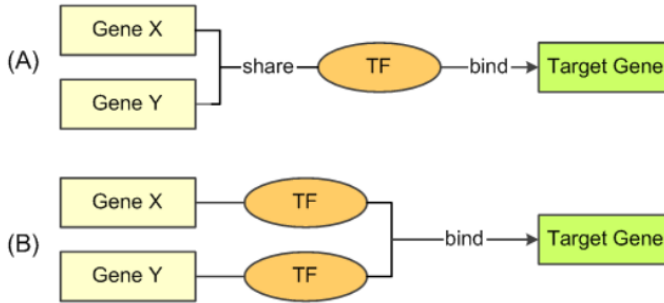 Gene X
(A) share TF bind Target Gene
Gene Y
Gene X TF
(B) bind Target Gene
Gene Y TF